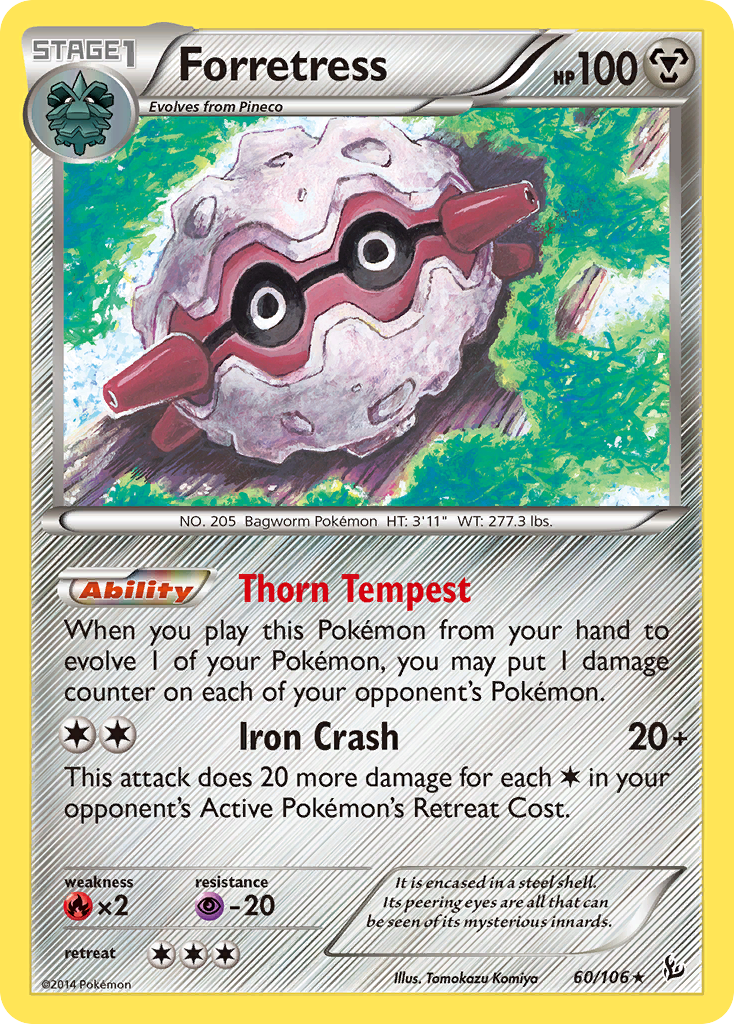 STAGE1
Forretress
HP100
Evolves from Pineco
NO. 205 Bagworm Pokémon HT: 3'11" WT: 277.3 lbs.
Ability Thorn Tempest
When you play this Pokémon from your hand to
evolve 1 of your Pokémon, you may put 1 damage
counter on each of your opponent's Pokémon.
Iron Crash 20+
This attack does 20 more damage for each in your
opponent's Active Pokémon's Retreat Cost.
weakness resistance
×2 -20
retreat
It is encased in a steel shell.
Its peering eyes are all that can
be seen of its mysterious innards.
©2014 Pokémon
Illus. Tomokazu Komiya
60/106★